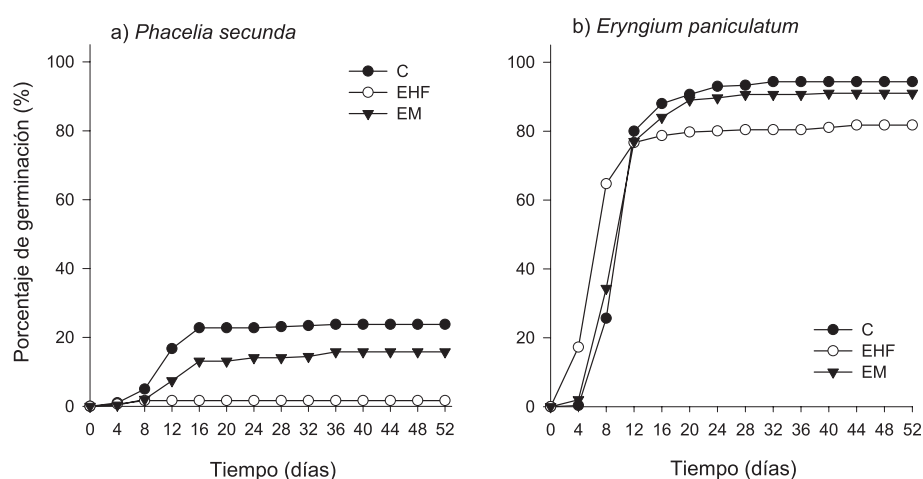 a) Phacelia secunda
Porcentaje de germinación (%)
100
80
60
40
20
0
C
EHF
EM
0 4 8 12 16 20 24 28 32 36 40 44 48 52
Tiempo (días)
b) Eryngium paniculatum
100
80
60
40
20
0
C
EHF
EM
0 4 8 12 16 20 24 28 32 36 40 44 48 52
Tiempo (días)